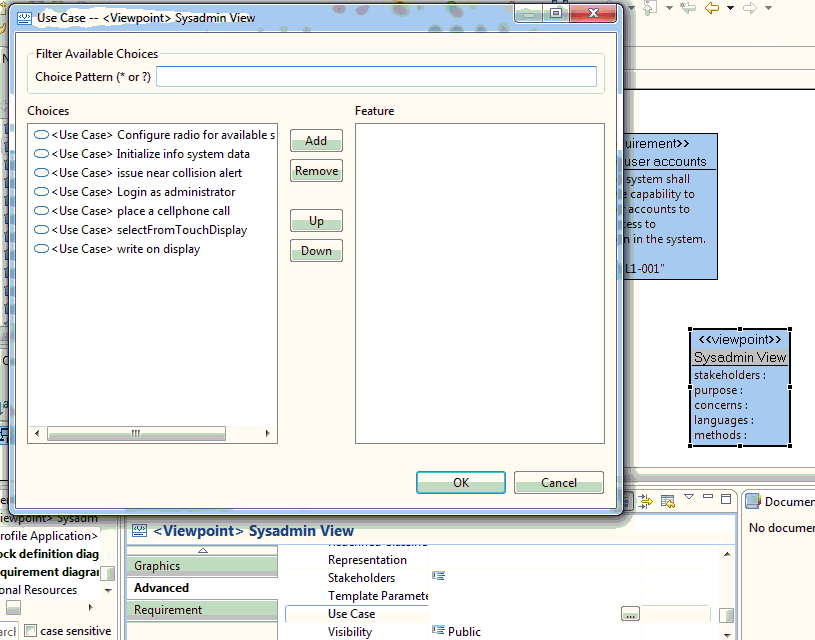 Use Case -- <Viewpoint> Sysadmin View
Filter Available Choices
Choice Pattern (* or ?)
Choices
Feature
<Use Case> Configure radio for available s
<Use Case> Initialize info system data
<Use Case> issue near collision alert
<Use Case> Login as administrator
<Use Case> place a cellphone call
<Use Case> selectFromTouchDisplay
<Use Case> write on display
Add
Remove
Up
Down
OK
Cancel
uirement>>
user accounts
system shall
capability to
accounts to
ess to
n in the system.
L1-001"
<<viewpoint>>
Sysadmin View
stakeholders :
purpose :
concerns :
languages :
methods :
iewpoint> Sysadm
rofile Application>
ock definition diag
quirement diagran
onal Resources
arch
case sensitive
<Viewpoint> Sysadmin View
Graphics
Advanced
Requirement
Representation
Stakeholders
Template Paramete
Use Case
...
Visibility
Public
Documen
No documen